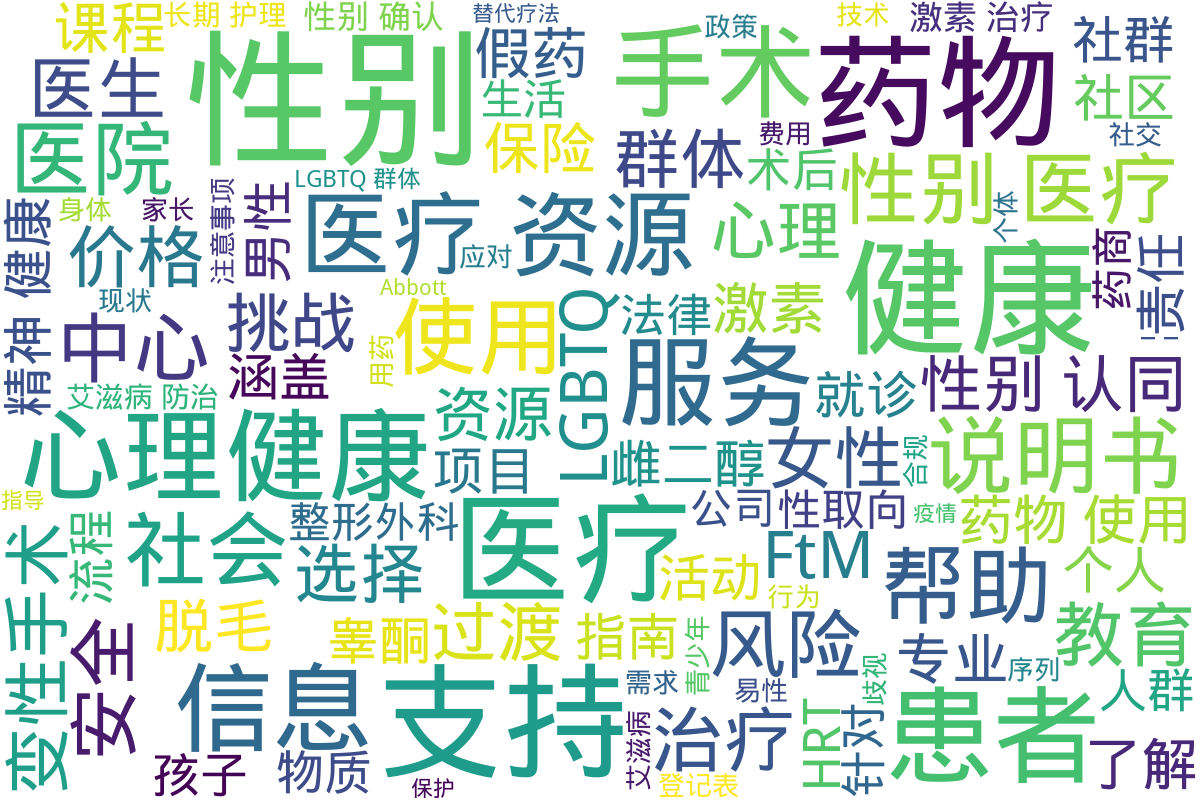 课程
长期 护理
性别 确认
替代疗法
假药
手术
政策
技术
激素 治疗
药物
社群
医生
性别
生活
社区
医院
保险
费用
群体
社交
术后
性别 医疗
LGBTQ 群体
身体
家长
注意事项
男性
医疗 资源
心理
个体
健康
价格
应对
健康
药商
责任
精神 健康
现状
Abbott
中心
挑战
使用
LGBTQ
法律
激素
服务
用药
涵盖
就诊
性别 认同
艾滋病 防治
资源
心理健康
项目
雌二醇
女性
合规
说明书
指导
医疗
公司
性取向
疫情
药物 使用
变性手术
流程
社会
整形外科
选择
FtM
帮助
个人
活动
行为
脱毛
睾酮
过渡 指南
青少年
风险
教育
安全
信息
支持
需求
易性
专业
歧视
序列
人群
艾滋病
治疗
HRT
针对
患者
了解
孩子
物质
保护
登记表